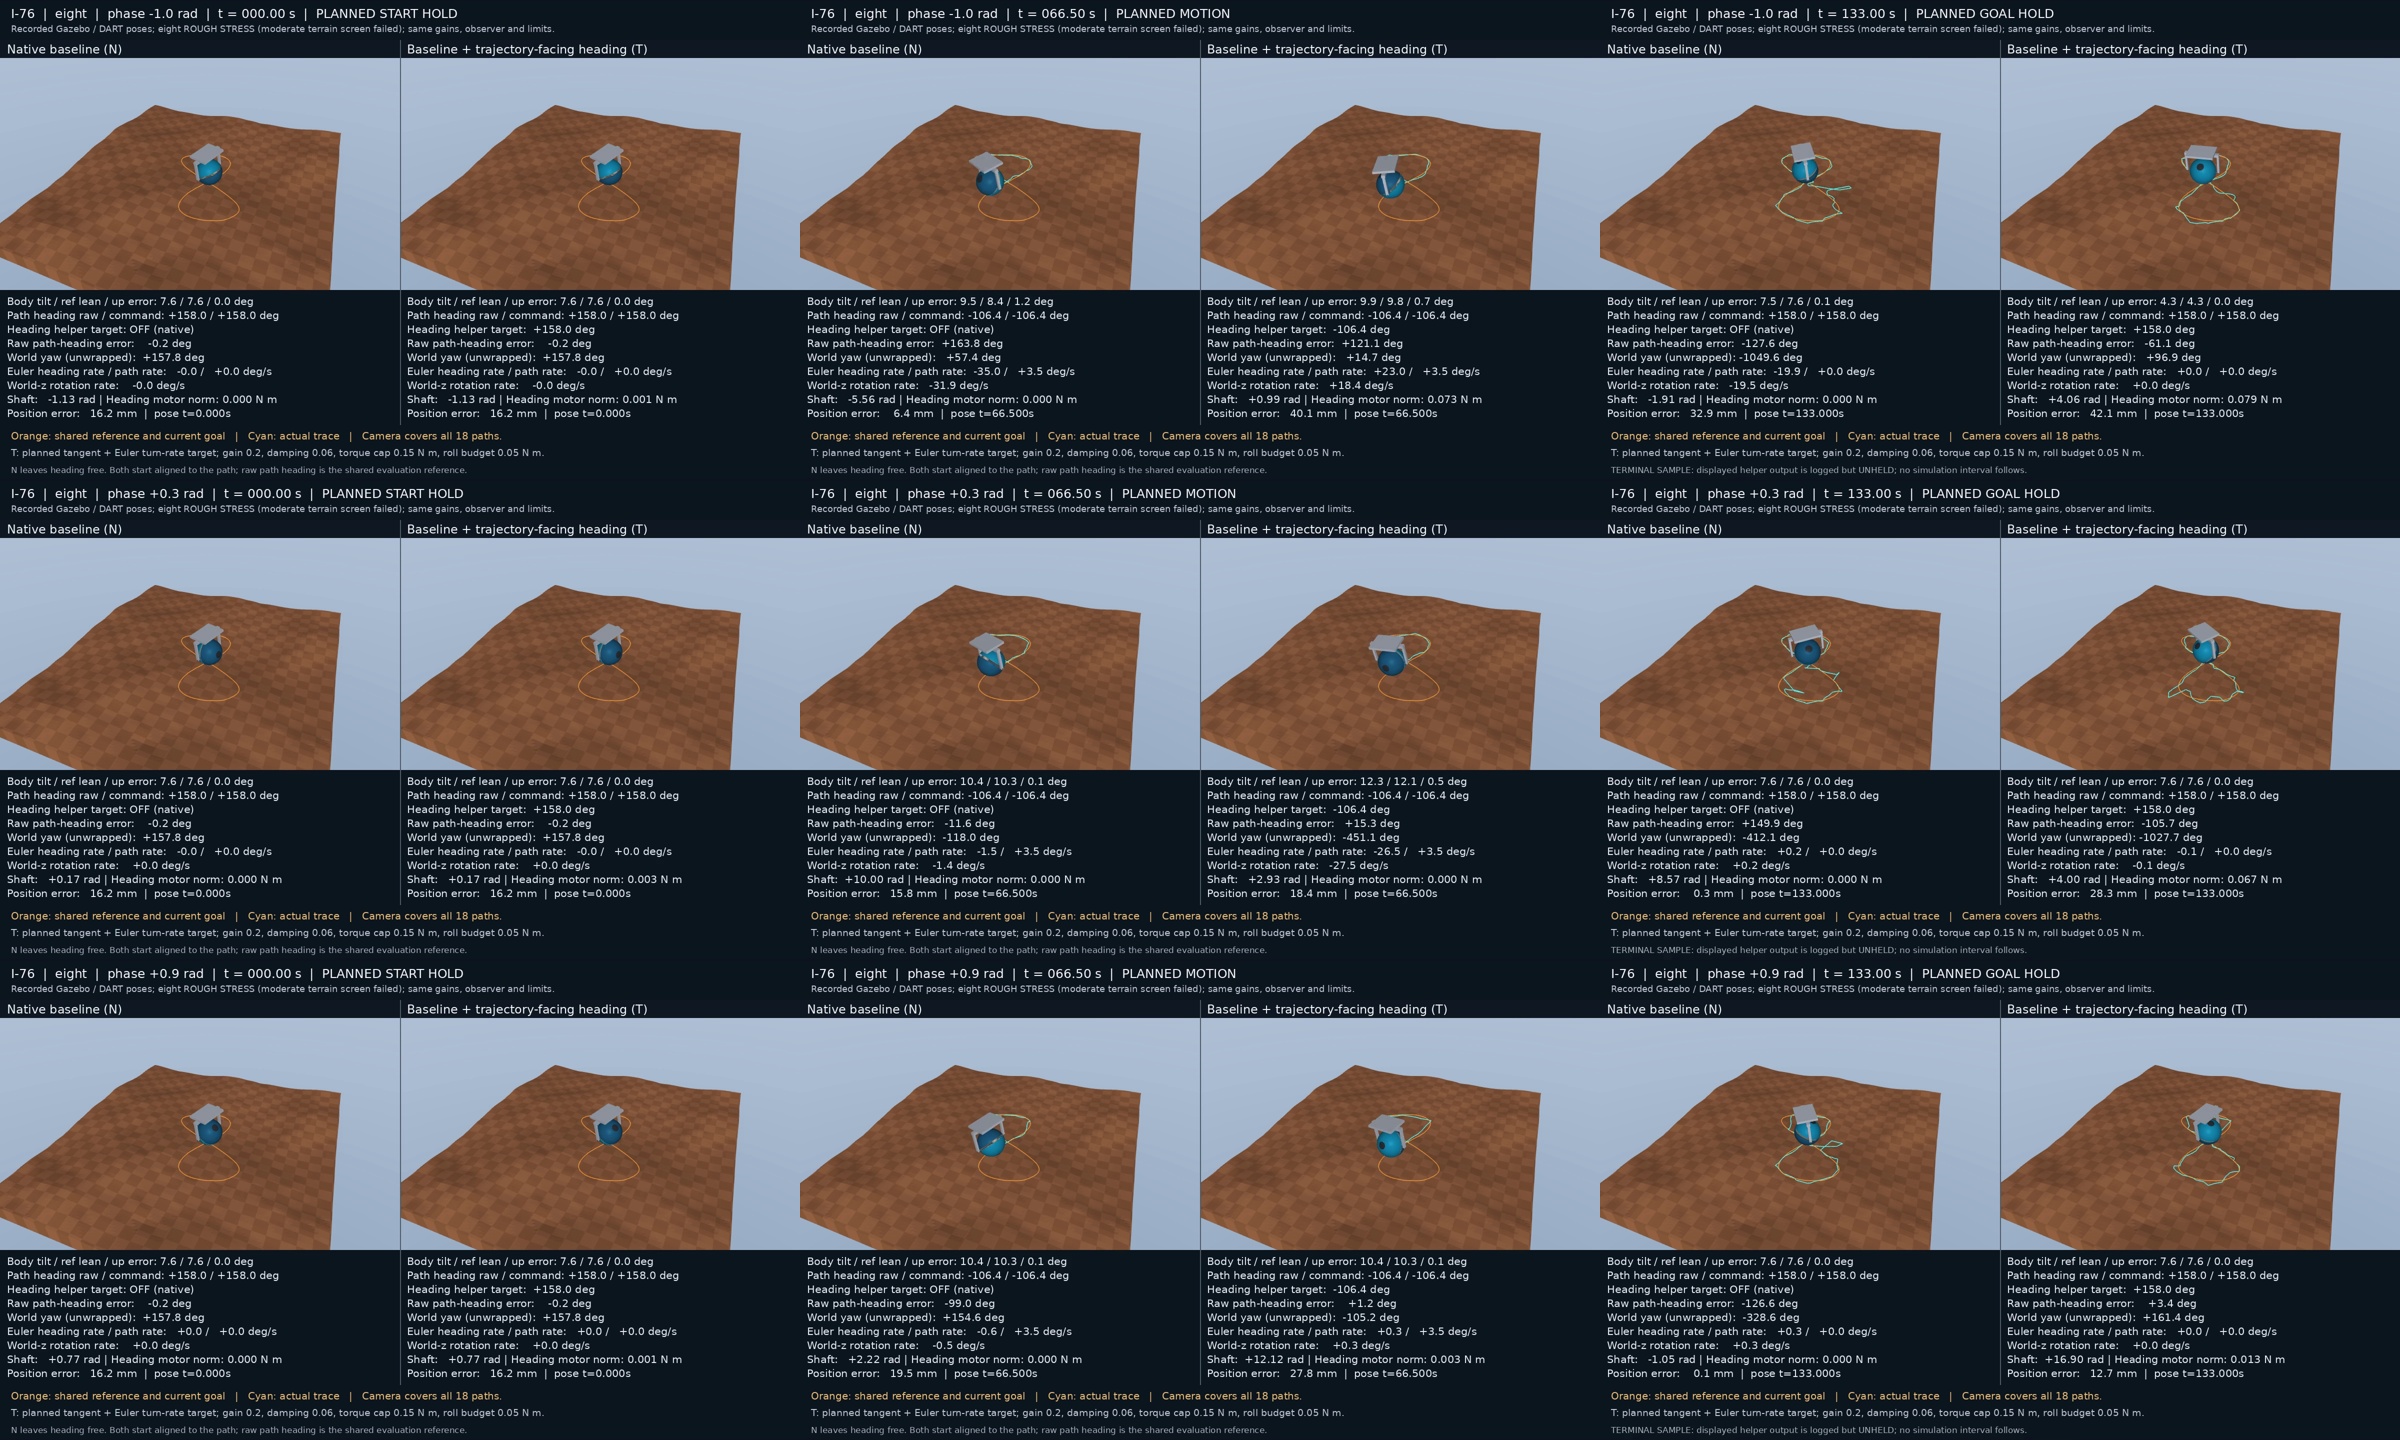 I-76 | eight | phase -1.0 rad | t = 000.00 s | PLANNED START HOLD
Recorded Gazebo / DART poses; eight ROUGH STRESS (moderate terrain screen failed); same gains, observer and limits.
Native baseline (N)
Body tilt / ref lean / up error: 7.6 / 7.6 / 0.0 deg
Path heading raw / command: +158.0 / +158.0 deg
Heading helper target: OFF (native)
Raw path-heading error: -0.2 deg
World yaw (unwrapped): +157.8 deg
Euler heading rate / path rate: -0.0 / +0.0 deg/s
World-z rotation rate: -0.0 deg/s
Shaft: -1.13 rad | Heading motor norm: 0.000 N m
Position error: 16.2 mm | pose t=0.000s
Baseline + trajectory-facing heading (T)
Body tilt / ref lean / up error: 7.6 / 7.6 / 0.0 deg
Path heading raw / command: +158.0 / +158.0 deg
Heading helper target: +158.0 deg
Raw path-heading error: -0.2 deg
World yaw (unwrapped): +157.8 deg
Euler heading rate / path rate: -0.0 / +0.0 deg/s
World-z rotation rate: -0.0 deg/s
Shaft: -1.13 rad | Heading motor norm: 0.001 N m
Position error: 16.2 mm | pose t=0.000s
Orange: shared reference and current goal | Cyan: actual trace | Camera covers all 18 paths.
T: planned tangent + Euler turn-rate target; gain 0.2, damping 0.06, torque cap 0.15 N m, roll budget 0.05 N m.
N leaves heading free. Both start aligned to the path; raw path heading is the shared evaluation reference.
I-76 | eight | phase -1.0 rad | t = 066.50 s | PLANNED MOTION
Recorded Gazebo / DART poses; eight ROUGH STRESS (moderate terrain screen failed); same gains, observer and limits.
Native baseline (N)
Body tilt / ref lean / up error: 9.5 / 8.4 / 1.2 deg
Path heading raw / command: -106.4 / -106.4 deg
Heading helper target: OFF (native)
Raw path-heading error: +163.8 deg
World yaw (unwrapped): +57.4 deg
Euler heading rate / path rate: -35.0 / +3.5 deg/s
World-z rotation rate: -31.9 deg/s
Shaft: -5.56 rad | Heading motor norm: 0.000 N m
Position error: 6.4 mm | pose t=66.500s
Baseline + trajectory-facing heading (T)
Body tilt / ref lean / up error: 9.9 / 9.8 / 0.7 deg
Path heading raw / command: -106.4 / -106.4 deg
Heading helper target: -106.4 deg
Raw path-heading error: +121.1 deg
World yaw (unwrapped): +14.7 deg
Euler heading rate / path rate: +23.0 / +3.5 deg/s
World-z rotation rate: +18.4 deg/s
Shaft: +0.99 rad | Heading motor norm: 0.073 N m
Position error: 40.1 mm | pose t=66.500s
Orange: shared reference and current goal | Cyan: actual trace | Camera covers all 18 paths.
T: planned tangent + Euler turn-rate target; gain 0.2, damping 0.06, torque cap 0.15 N m, roll budget 0.05 N m.
N leaves heading free. Both start aligned to the path; raw path heading is the shared evaluation reference.
I-76 | eight | phase -1.0 rad | t = 133.00 s | PLANNED GOAL HOLD
Recorded Gazebo / DART poses; eight ROUGH STRESS (moderate terrain screen failed); same gains, observer and limits.
Native baseline (N)
Body tilt / ref lean / up error: 7.5 / 7.6 / 0.1 deg
Path heading raw / command: +158.0 / +158.0 deg
Heading helper target: OFF (native)
Raw path-heading error: -127.6 deg
World yaw (unwrapped): -1049.6 deg
Euler heading rate / path rate: -19.9 / +0.0 deg/s
World-z rotation rate: -19.5 deg/s
Shaft: -1.91 rad | Heading motor norm: 0.000 N m
Position error: 32.9 mm | pose t=133.000s
Baseline + trajectory-facing heading (T)
Body tilt / ref lean / up error: 4.3 / 4.3 / 0.0 deg
Path heading raw / command: +158.0 / +158.0 deg
Heading helper target: +158.0 deg
Raw path-heading error: -61.1 deg
World yaw (unwrapped): +96.9 deg
Euler heading rate / path rate: +0.0 / +0.0 deg/s
World-z rotation rate: +0.0 deg/s
Shaft: +4.06 rad | Heading motor norm: 0.079 N m
Position error: 42.1 mm | pose t=133.000s
Orange: shared reference and current goal | Cyan: actual trace | Camera covers all 18 paths.
T: planned tangent + Euler turn-rate target; gain 0.2, damping 0.06, torque cap 0.15 N m, roll budget 0.05 N m.
TERMINAL SAMPLE: displayed helper output is logged but UNHELD; no simulation interval follows.
I-76 | eight | phase +0.3 rad | t = 000.00 s | PLANNED START HOLD
Recorded Gazebo / DART poses; eight ROUGH STRESS (moderate terrain screen failed); same gains, observer and limits.
Native baseline (N)
Body tilt / ref lean / up error: 7.6 / 7.6 / 0.0 deg
Path heading raw / command: +158.0 / +158.0 deg
Heading helper target: OFF (native)
Raw path-heading error: -0.2 deg
World yaw (unwrapped): +157.8 deg
Euler heading rate / path rate: -0.0 / +0.0 deg/s
World-z rotation rate: +0.0 deg/s
Shaft: +0.17 rad | Heading motor norm: 0.000 N m
Position error: 16.2 mm | pose t=0.000s
Baseline + trajectory-facing heading (T)
Body tilt / ref lean / up error: 7.6 / 7.6 / 0.0 deg
Path heading raw / command: +158.0 / +158.0 deg
Heading helper target: +158.0 deg
Raw path-heading error: -0.2 deg
World yaw (unwrapped): +157.8 deg
Euler heading rate / path rate: -0.0 / +0.0 deg/s
World-z rotation rate: +0.0 deg/s
Shaft: +0.17 rad | Heading motor norm: 0.003 N m
Position error: 16.2 mm | pose t=0.000s
Orange: shared reference and current goal | Cyan: actual trace | Camera covers all 18 paths.
T: planned tangent + Euler turn-rate target; gain 0.2, damping 0.06, torque cap 0.15 N m, roll budget 0.05 N m.
N leaves heading free. Both start aligned to the path; raw path heading is the shared evaluation reference.
I-76 | eight | phase +0.3 rad | t = 066.50 s | PLANNED MOTION
Recorded Gazebo / DART poses; eight ROUGH STRESS (moderate terrain screen failed); same gains, observer and limits.
Native baseline (N)
Body tilt / ref lean / up error: 10.4 / 10.3 / 0.1 deg
Path heading raw / command: -106.4 / -106.4 deg
Heading helper target: OFF (native)
Raw path-heading error: -11.6 deg
World yaw (unwrapped): -118.0 deg
Euler heading rate / path rate: -1.5 / +3.5 deg/s
World-z rotation rate: -1.4 deg/s
Shaft: +10.00 rad | Heading motor norm: 0.000 N m
Position error: 15.8 mm | pose t=66.500s
Baseline + trajectory-facing heading (T)
Body tilt / ref lean / up error: 12.3 / 12.1 / 0.5 deg
Path heading raw / command: -106.4 / -106.4 deg
Heading helper target: -106.4 deg
Raw path-heading error: +15.3 deg
World yaw (unwrapped): -451.1 deg
Euler heading rate / path rate: -26.5 / +3.5 deg/s
World-z rotation rate: -27.5 deg/s
Shaft: +2.93 rad | Heading motor norm: 0.000 N m
Position error: 18.4 mm | pose t=66.500s
Orange: shared reference and current goal | Cyan: actual trace | Camera covers all 18 paths.
T: planned tangent + Euler turn-rate target; gain 0.2, damping 0.06, torque cap 0.15 N m, roll budget 0.05 N m.
N leaves heading free. Both start aligned to the path; raw path heading is the shared evaluation reference.
I-76 | eight | phase +0.3 rad | t = 133.00 s | PLANNED GOAL HOLD
Recorded Gazebo / DART poses; eight ROUGH STRESS (moderate terrain screen failed); same gains, observer and limits.
Native baseline (N)
Body tilt / ref lean / up error: 7.6 / 7.6 / 0.0 deg
Path heading raw / command: +158.0 / +158.0 deg
Heading helper target: OFF (native)
Raw path-heading error: +149.9 deg
World yaw (unwrapped): -412.1 deg
Euler heading rate / path rate: +0.2 / +0.0 deg/s
World-z rotation rate: +0.2 deg/s
Shaft: +8.57 rad | Heading motor norm: 0.000 N m
Position error: 0.3 mm | pose t=133.000s
Baseline + trajectory-facing heading (T)
Body tilt / ref lean / up error: 7.6 / 7.6 / 0.0 deg
Path heading raw / command: +158.0 / +158.0 deg
Heading helper target: +158.0 deg
Raw path-heading error: -105.7 deg
World yaw (unwrapped): -1027.7 deg
Euler heading rate / path rate: -0.1 / +0.0 deg/s
World-z rotation rate: -0.1 deg/s
Shaft: +4.00 rad | Heading motor norm: 0.067 N m
Position error: 28.3 mm | pose t=133.000s
Orange: shared reference and current goal | Cyan: actual trace | Camera covers all 18 paths.
T: planned tangent + Euler turn-rate target; gain 0.2, damping 0.06, torque cap 0.15 N m, roll budget 0.05 N m.
TERMINAL SAMPLE: displayed helper output is logged but UNHELD; no simulation interval follows.
I-76 | eight | phase +0.9 rad | t = 000.00 s | PLANNED START HOLD
Recorded Gazebo / DART poses; eight ROUGH STRESS (moderate terrain screen failed); same gains, observer and limits.
Native baseline (N)
Body tilt / ref lean / up error: 7.6 / 7.6 / 0.0 deg
Path heading raw / command: +158.0 / +158.0 deg
Heading helper target: OFF (native)
Raw path-heading error: -0.2 deg
World yaw (unwrapped): +157.8 deg
Euler heading rate / path rate: +0.0 / +0.0 deg/s
World-z rotation rate: +0.0 deg/s
Shaft: +0.77 rad | Heading motor norm: 0.000 N m
Position error: 16.2 mm | pose t=0.000s
Baseline + trajectory-facing heading (T)
Body tilt / ref lean / up error: 7.6 / 7.6 / 0.0 deg
Path heading raw / command: +158.0 / +158.0 deg
Heading helper target: +158.0 deg
Raw path-heading error: -0.2 deg
World yaw (unwrapped): +157.8 deg
Euler heading rate / path rate: +0.0 / +0.0 deg/s
World-z rotation rate: +0.0 deg/s
Shaft: +0.77 rad | Heading motor norm: 0.001 N m
Position error: 16.2 mm | pose t=0.000s
Orange: shared reference and current goal | Cyan: actual trace | Camera covers all 18 paths.
T: planned tangent + Euler turn-rate target; gain 0.2, damping 0.06, torque cap 0.15 N m, roll budget 0.05 N m.
N leaves heading free. Both start aligned to the path; raw path heading is the shared evaluation reference.
I-76 | eight | phase +0.9 rad | t = 066.50 s | PLANNED MOTION
Recorded Gazebo / DART poses; eight ROUGH STRESS (moderate terrain screen failed); same gains, observer and limits.
Native baseline (N)
Body tilt / ref lean / up error: 10.4 / 10.3 / 0.1 deg
Path heading raw / command: -106.4 / -106.4 deg
Heading helper target: OFF (native)
Raw path-heading error: -99.0 deg
World yaw (unwrapped): +154.6 deg
Euler heading rate / path rate: -0.6 / +3.5 deg/s
World-z rotation rate: -0.5 deg/s
Shaft: +2.22 rad | Heading motor norm: 0.000 N m
Position error: 19.5 mm | pose t=66.500s
Baseline + trajectory-facing heading (T)
Body tilt / ref lean / up error: 10.4 / 10.3 / 0.1 deg
Path heading raw / command: -106.4 / -106.4 deg
Heading helper target: -106.4 deg
Raw path-heading error: +1.2 deg
World yaw (unwrapped): -105.2 deg
Euler heading rate / path rate: +0.3 / +3.5 deg/s
World-z rotation rate: +0.3 deg/s
Shaft: +12.12 rad | Heading motor norm: 0.003 N m
Position error: 27.8 mm | pose t=66.500s
Orange: shared reference and current goal | Cyan: actual trace | Camera covers all 18 paths.
T: planned tangent + Euler turn-rate target; gain 0.2, damping 0.06, torque cap 0.15 N m, roll budget 0.05 N m.
N leaves heading free. Both start aligned to the path; raw path heading is the shared evaluation reference.
I-76 | eight | phase +0.9 rad | t = 133.00 s | PLANNED GOAL HOLD
Recorded Gazebo / DART poses; eight ROUGH STRESS (moderate terrain screen failed); same gains, observer and limits.
Native baseline (N)
Body tilt / ref lean / up error: 7.6 / 7.6 / 0.0 deg
Path heading raw / command: +158.0 / +158.0 deg
Heading helper target: OFF (native)
Raw path-heading error: -126.6 deg
World yaw (unwrapped): -328.6 deg
Euler heading rate / path rate: +0.3 / +0.0 deg/s
World-z rotation rate: +0.3 deg/s
Shaft: -1.05 rad | Heading motor norm: 0.000 N m
Position error: 0.1 mm | pose t=133.000s
Baseline + trajectory-facing heading (T)
Body tilt / ref lean / up error: 7.6 / 7.6 / 0.0 deg
Path heading raw / command: +158.0 / +158.0 deg
Heading helper target: +158.0 deg
Raw path-heading error: +3.4 deg
World yaw (unwrapped): +161.4 deg
Euler heading rate / path rate: +0.0 / +0.0 deg/s
World-z rotation rate: +0.0 deg/s
Shaft: +16.90 rad | Heading motor norm: 0.013 N m
Position error: 12.7 mm | pose t=133.000s
Orange: shared reference and current goal | Cyan: actual trace | Camera covers all 18 paths.
T: planned tangent + Euler turn-rate target; gain 0.2, damping 0.06, torque cap 0.15 N m, roll budget 0.05 N m.
TERMINAL SAMPLE: displayed helper output is logged but UNHELD; no simulation interval follows.